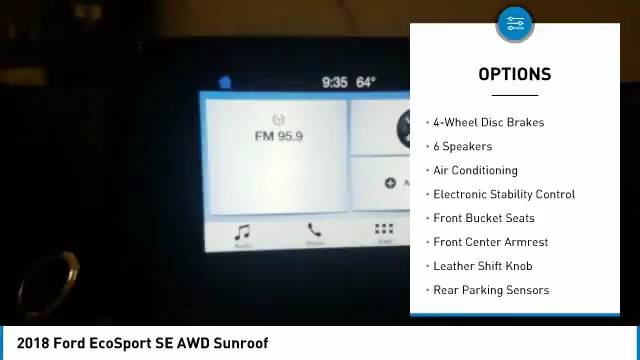 9:35 64°
FM 95.9
A
OPTIONS
4-Wheel Disc Brakes
6 Speakers
Air Conditioning
Electronic Stability Control
Front Bucket Seats
Front Center Armrest
Leather Shift Knob
Rear Parking Sensors
2018 Ford EcoSport SE AWD Sunroof